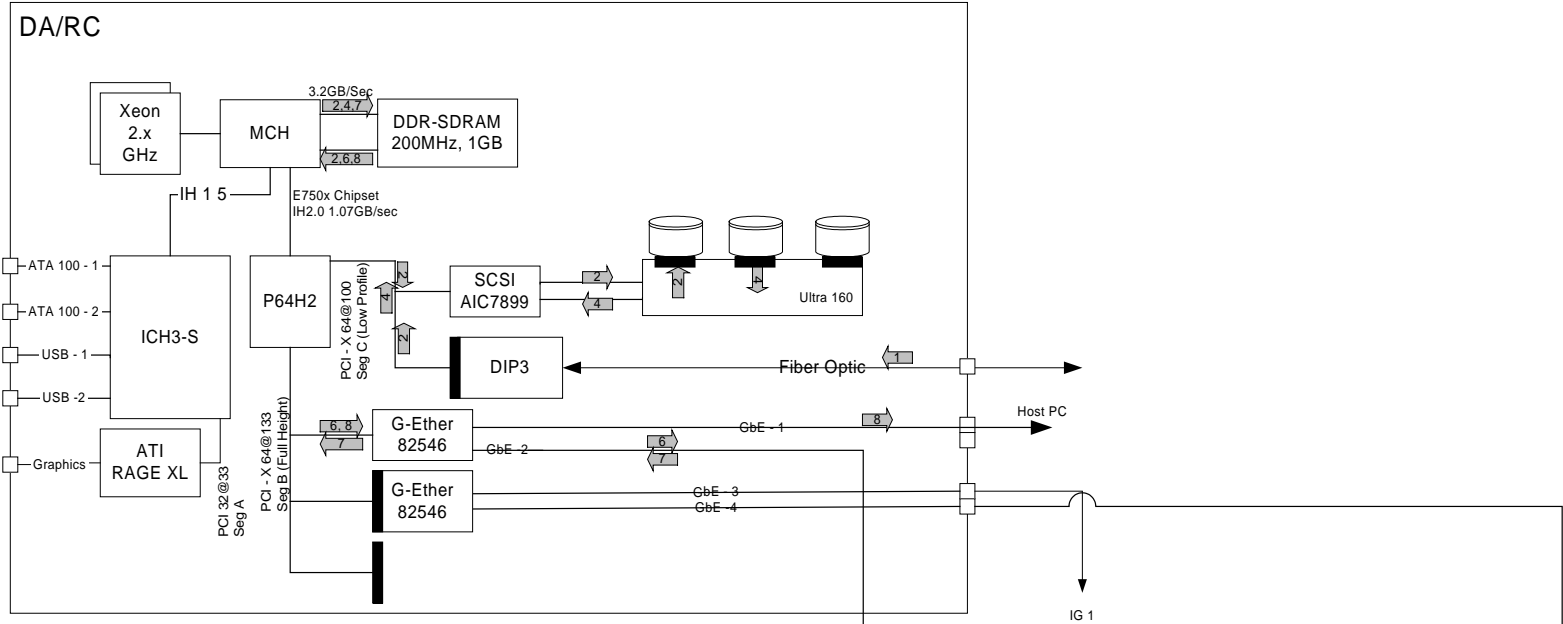 DA/RC
3.2GB/Sec
Xeon
2.x
GHz
MCH
2,4,7
2,6,8
DDR-SDRAM
200MHz, 1GB
IH 1 5
E750x Chipset
IH2.0 1.07GB/sec
ATA 100 - 1
ATA 100 - 2
USB - 1
USB -2
Graphics
ICH3-S
ATI
RAGE XL
PCI 32@33
Seg A
P64H2
PCI - X 64@100
Seg C (Low Profile)
2
4
2
SCSI
AIC7899
2
4
2
4
Ultra 160
DIP3
Fiber Optic
1
PCI - X 64@133
Seg B (Full Height)
6, 8
7
G-Ether
82546
GbE - 1
8
Host PC
GbE -2
6
7
G-Ether
82546
GbE - 3
GbE -4
IG 1